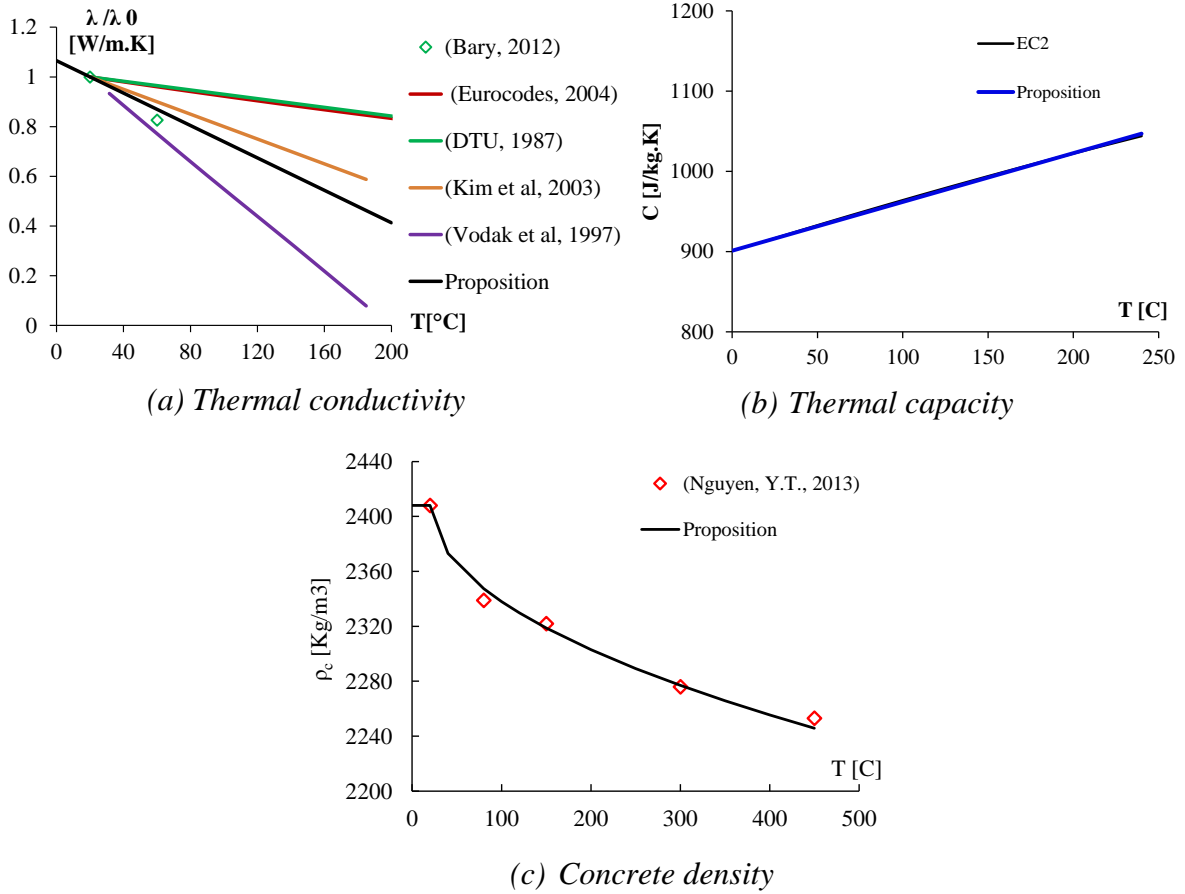 λ /λ 0
[W/m.K]
1.2
1
0.8
0.6
0.4
0.2
0
0 40 80 120 160 200
T[°C]
(Bary, 2012)
(Eurocodes, 2004)
(DTU, 1987)
(Kim et al, 2003)
(Vodak et al, 1997)
Proposition
(a) Thermal conductivity
C [J/kg.K]
1200
1100
1000
900
800
0 50 100 150 200 250
T [C]
EC2
Proposition
(b) Thermal capacity
ρc [Kg/m3]
2440
2400
2360
2320
2280
2240
2200
0 100 200 300 400 500
T [C]
(Nguyen, Y.T., 2013)
Proposition
(c) Concrete density